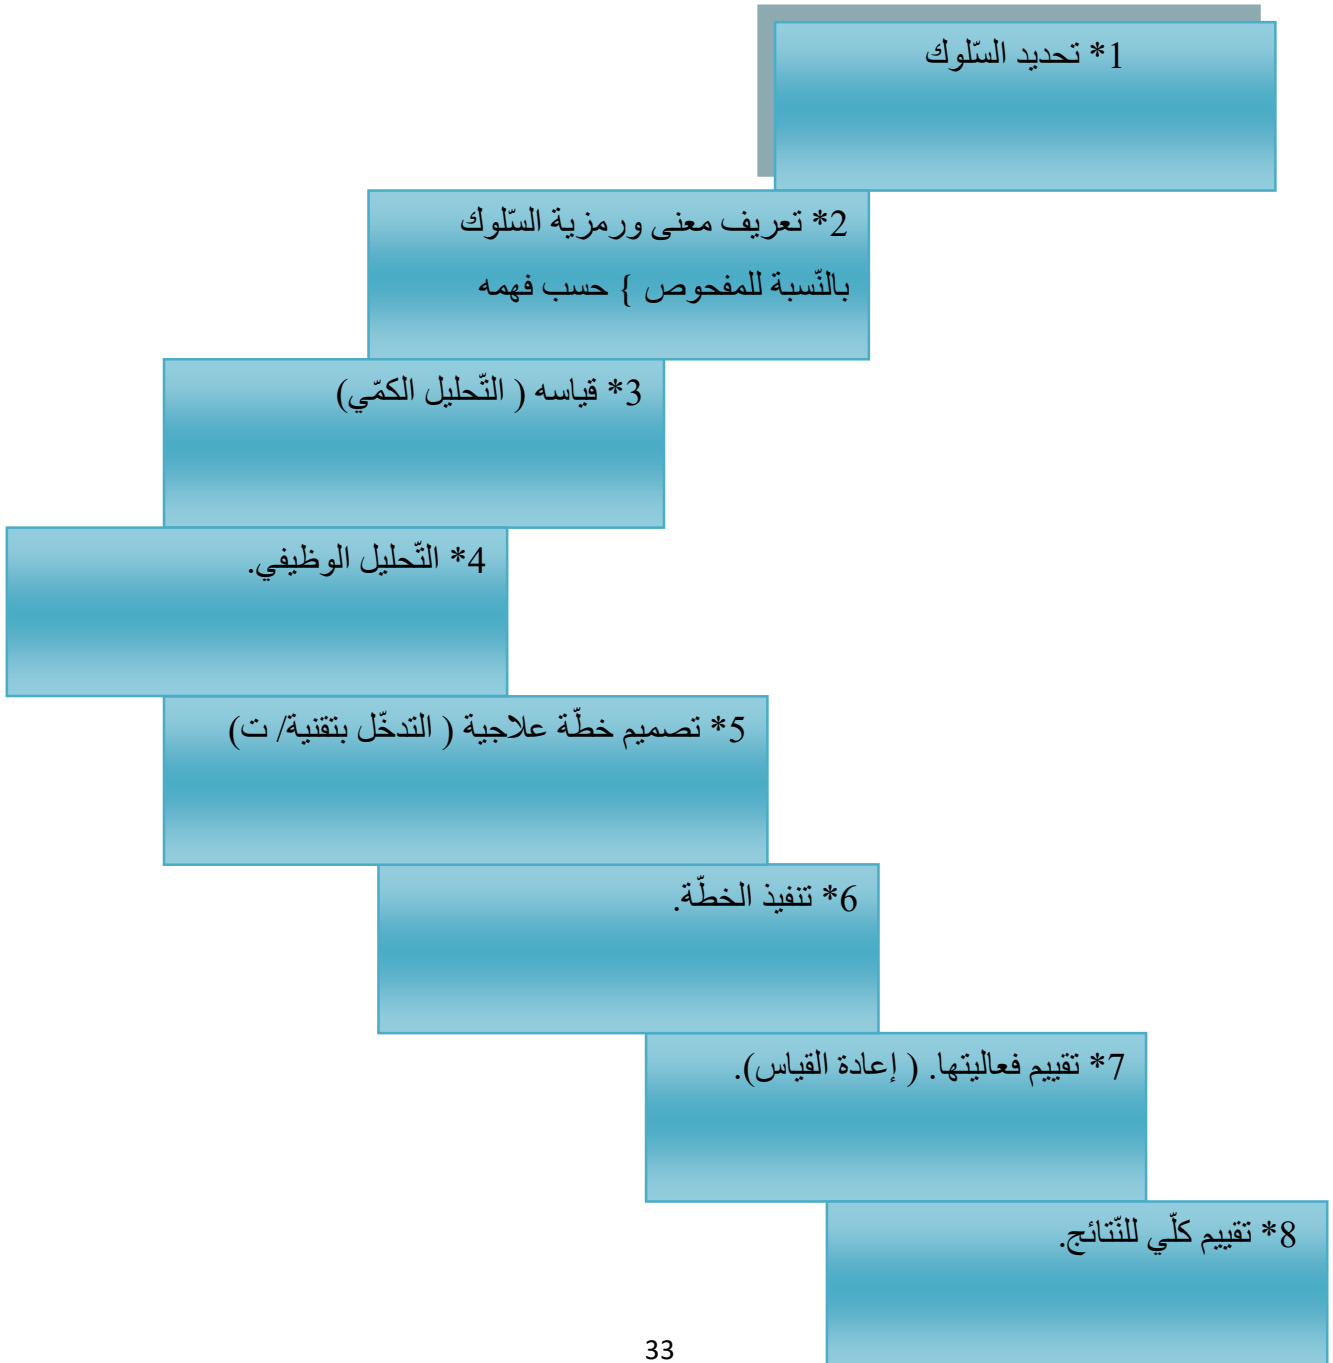 1* تحديد السّلوك
2* تعريف معنى ورمزية السّلوك
بالنّسبة للمفحوص } حسب فهمه
3* قياسه ( التّحليل الكمّي)
4* التّحليل الوظيفي.
5* تصميم خطّة علاجية ( التدخّل بتقنية/ ت)
6* تنفيذ الخطّة.
7* تقييم فعاليتها. ( إعادة القياس).
8* تقييم كلّي للنّتائج.
33